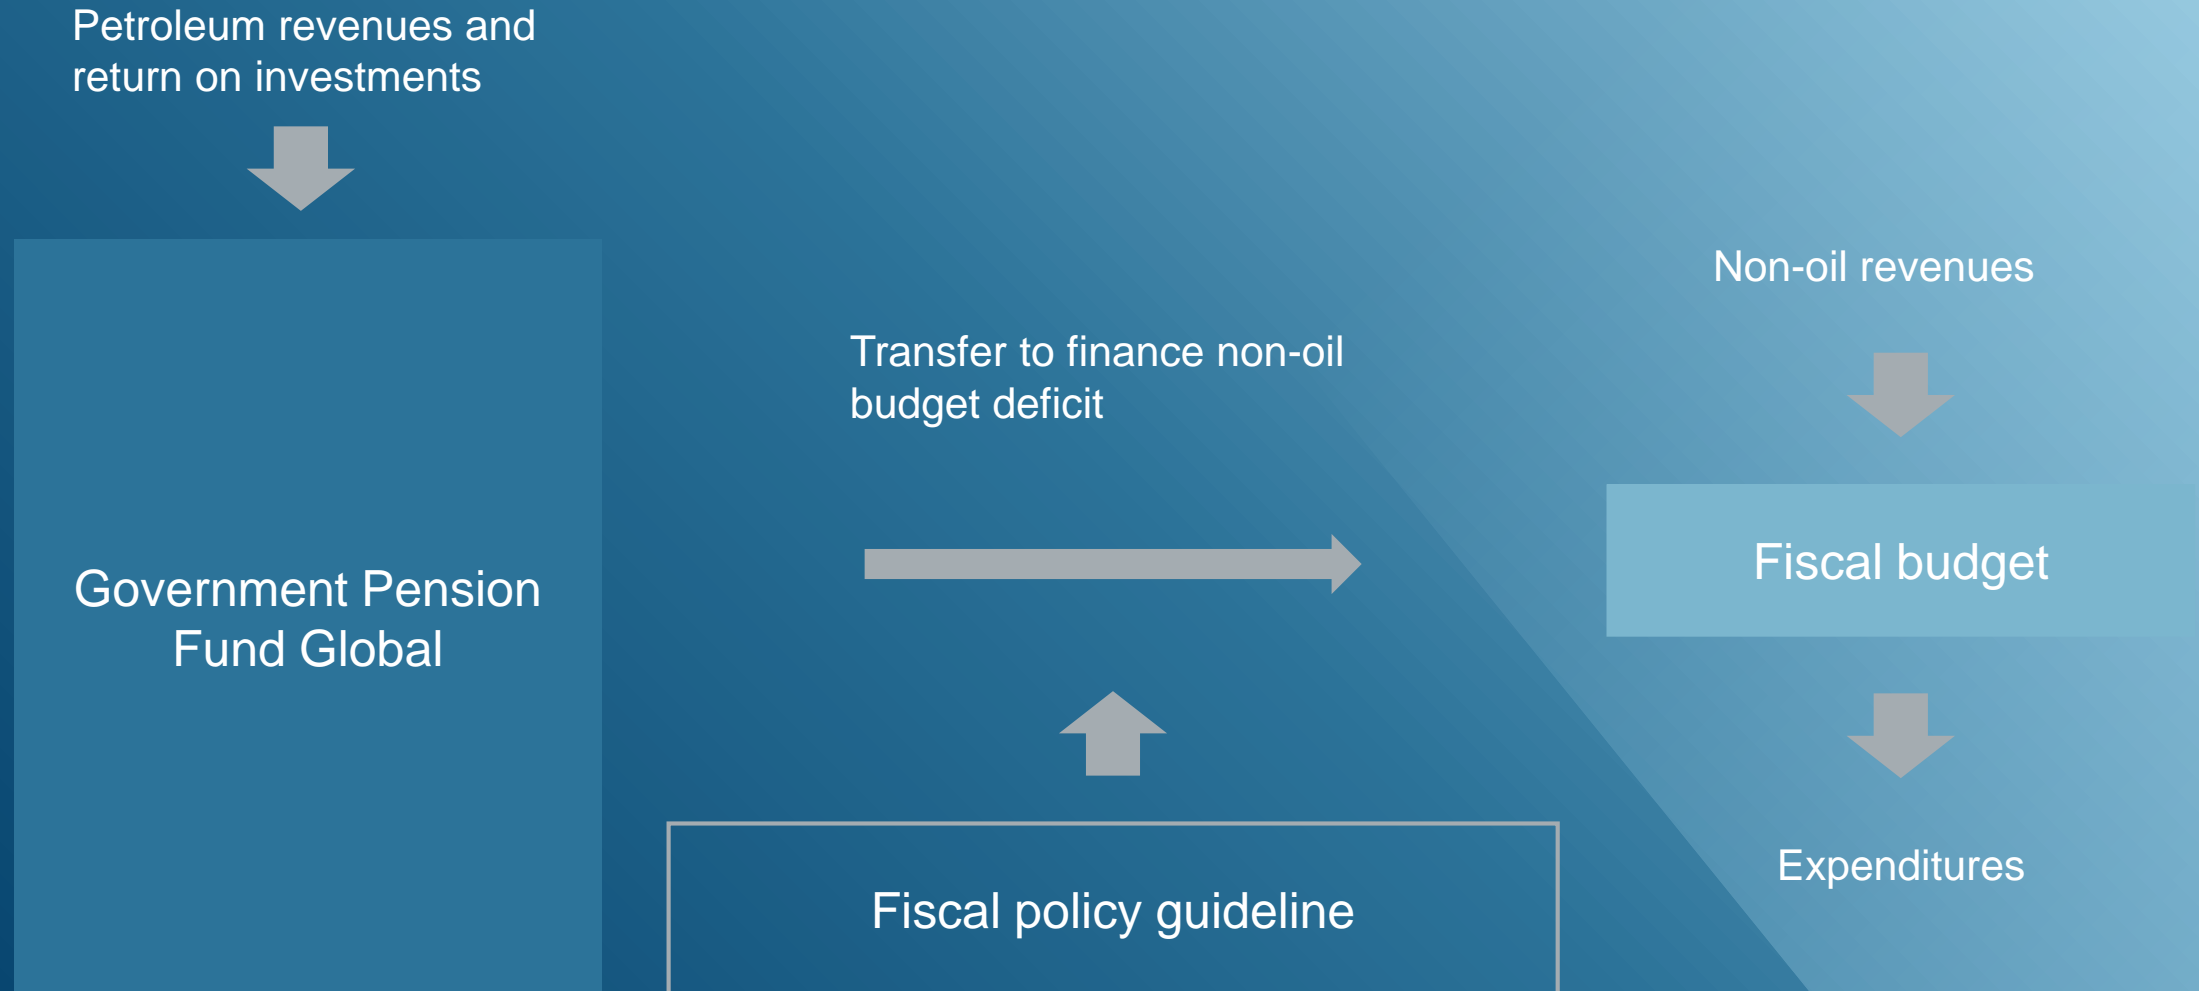 Petroleum revenues and
return on investments
Government Pension
Fund Global
Transfer to finance non-oil
budget deficit
Fiscal policy guideline
Non-oil revenues
Fiscal budget
Expenditures